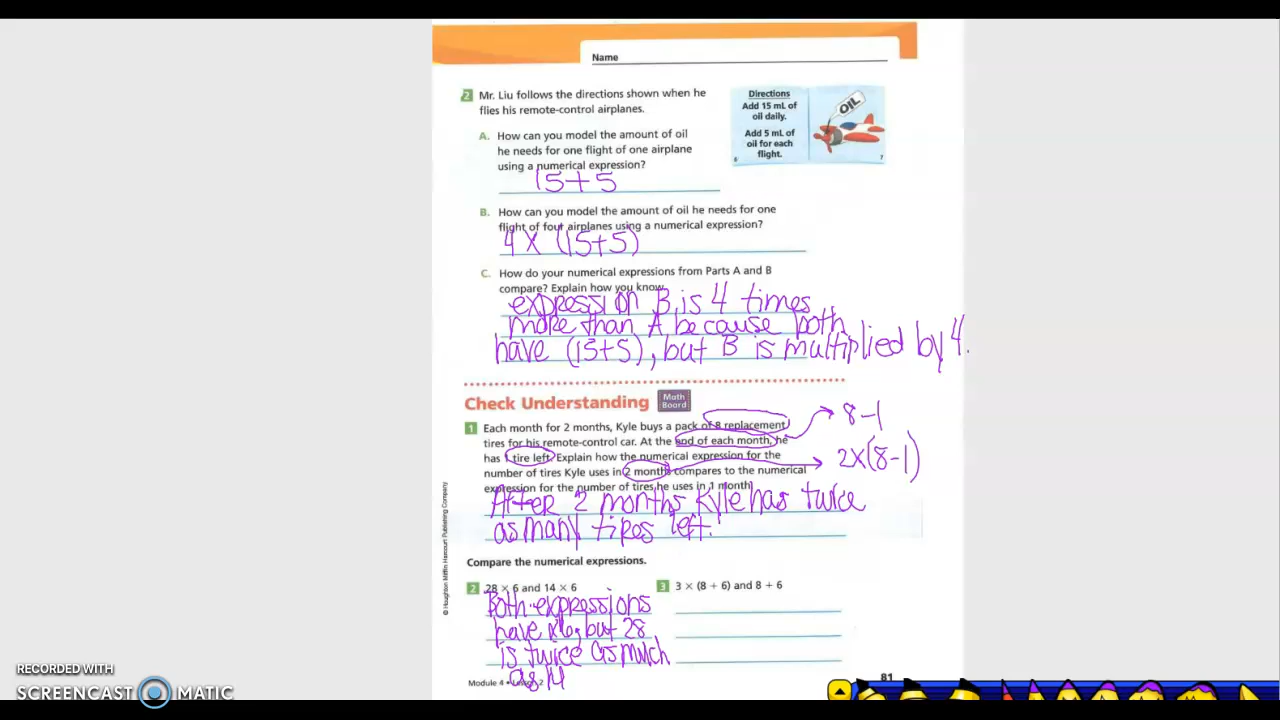 Name
2 Mr. Liu follows the directions shown when he
flies his remote-control airplanes.
Directions
Add 15 mL of
oil daily.
Add 5 mL of
oil for each
flight.
6
OIL
7
A. How can you model the amount of oil
he needs for one flight of one airplane
using a numerical expression?
15+5
B. How can you model the amount of oil he needs for one
flight of four airplanes using a numerical expression?
4 X (15+5)
C. How do your numerical expressions from Parts A and B
compare? Explain how you know.
expression B is 4 times
more than A because both
have (15+5), but B is multiplied by 4.
Check Understanding
Math
Board
1 Each month for 2 months, Kyle buys a pack of 8 replacement
tires for his remote-control car. At the end of each month, he
has 1 tire left. Explain how the numerical expression for the
number of tires Kyle uses in 2 months compares to the numerical
expression for the number of tires he uses in 1 month.
8-1
2X(8-1)
After 2 months Kyle has twice
as many tires left.
Compare the numerical expressions.
2 28 × 6 and 14 × 6
Both expressions
have x6, but 28
is twice as much
as 14
3 3 × (8 + 6) and 8 + 6
© Houghton Mifflin Harcourt Publishing Company
Module 4 • Lesson 2
81
RECORDED WITH
SCREENCAST MATIC